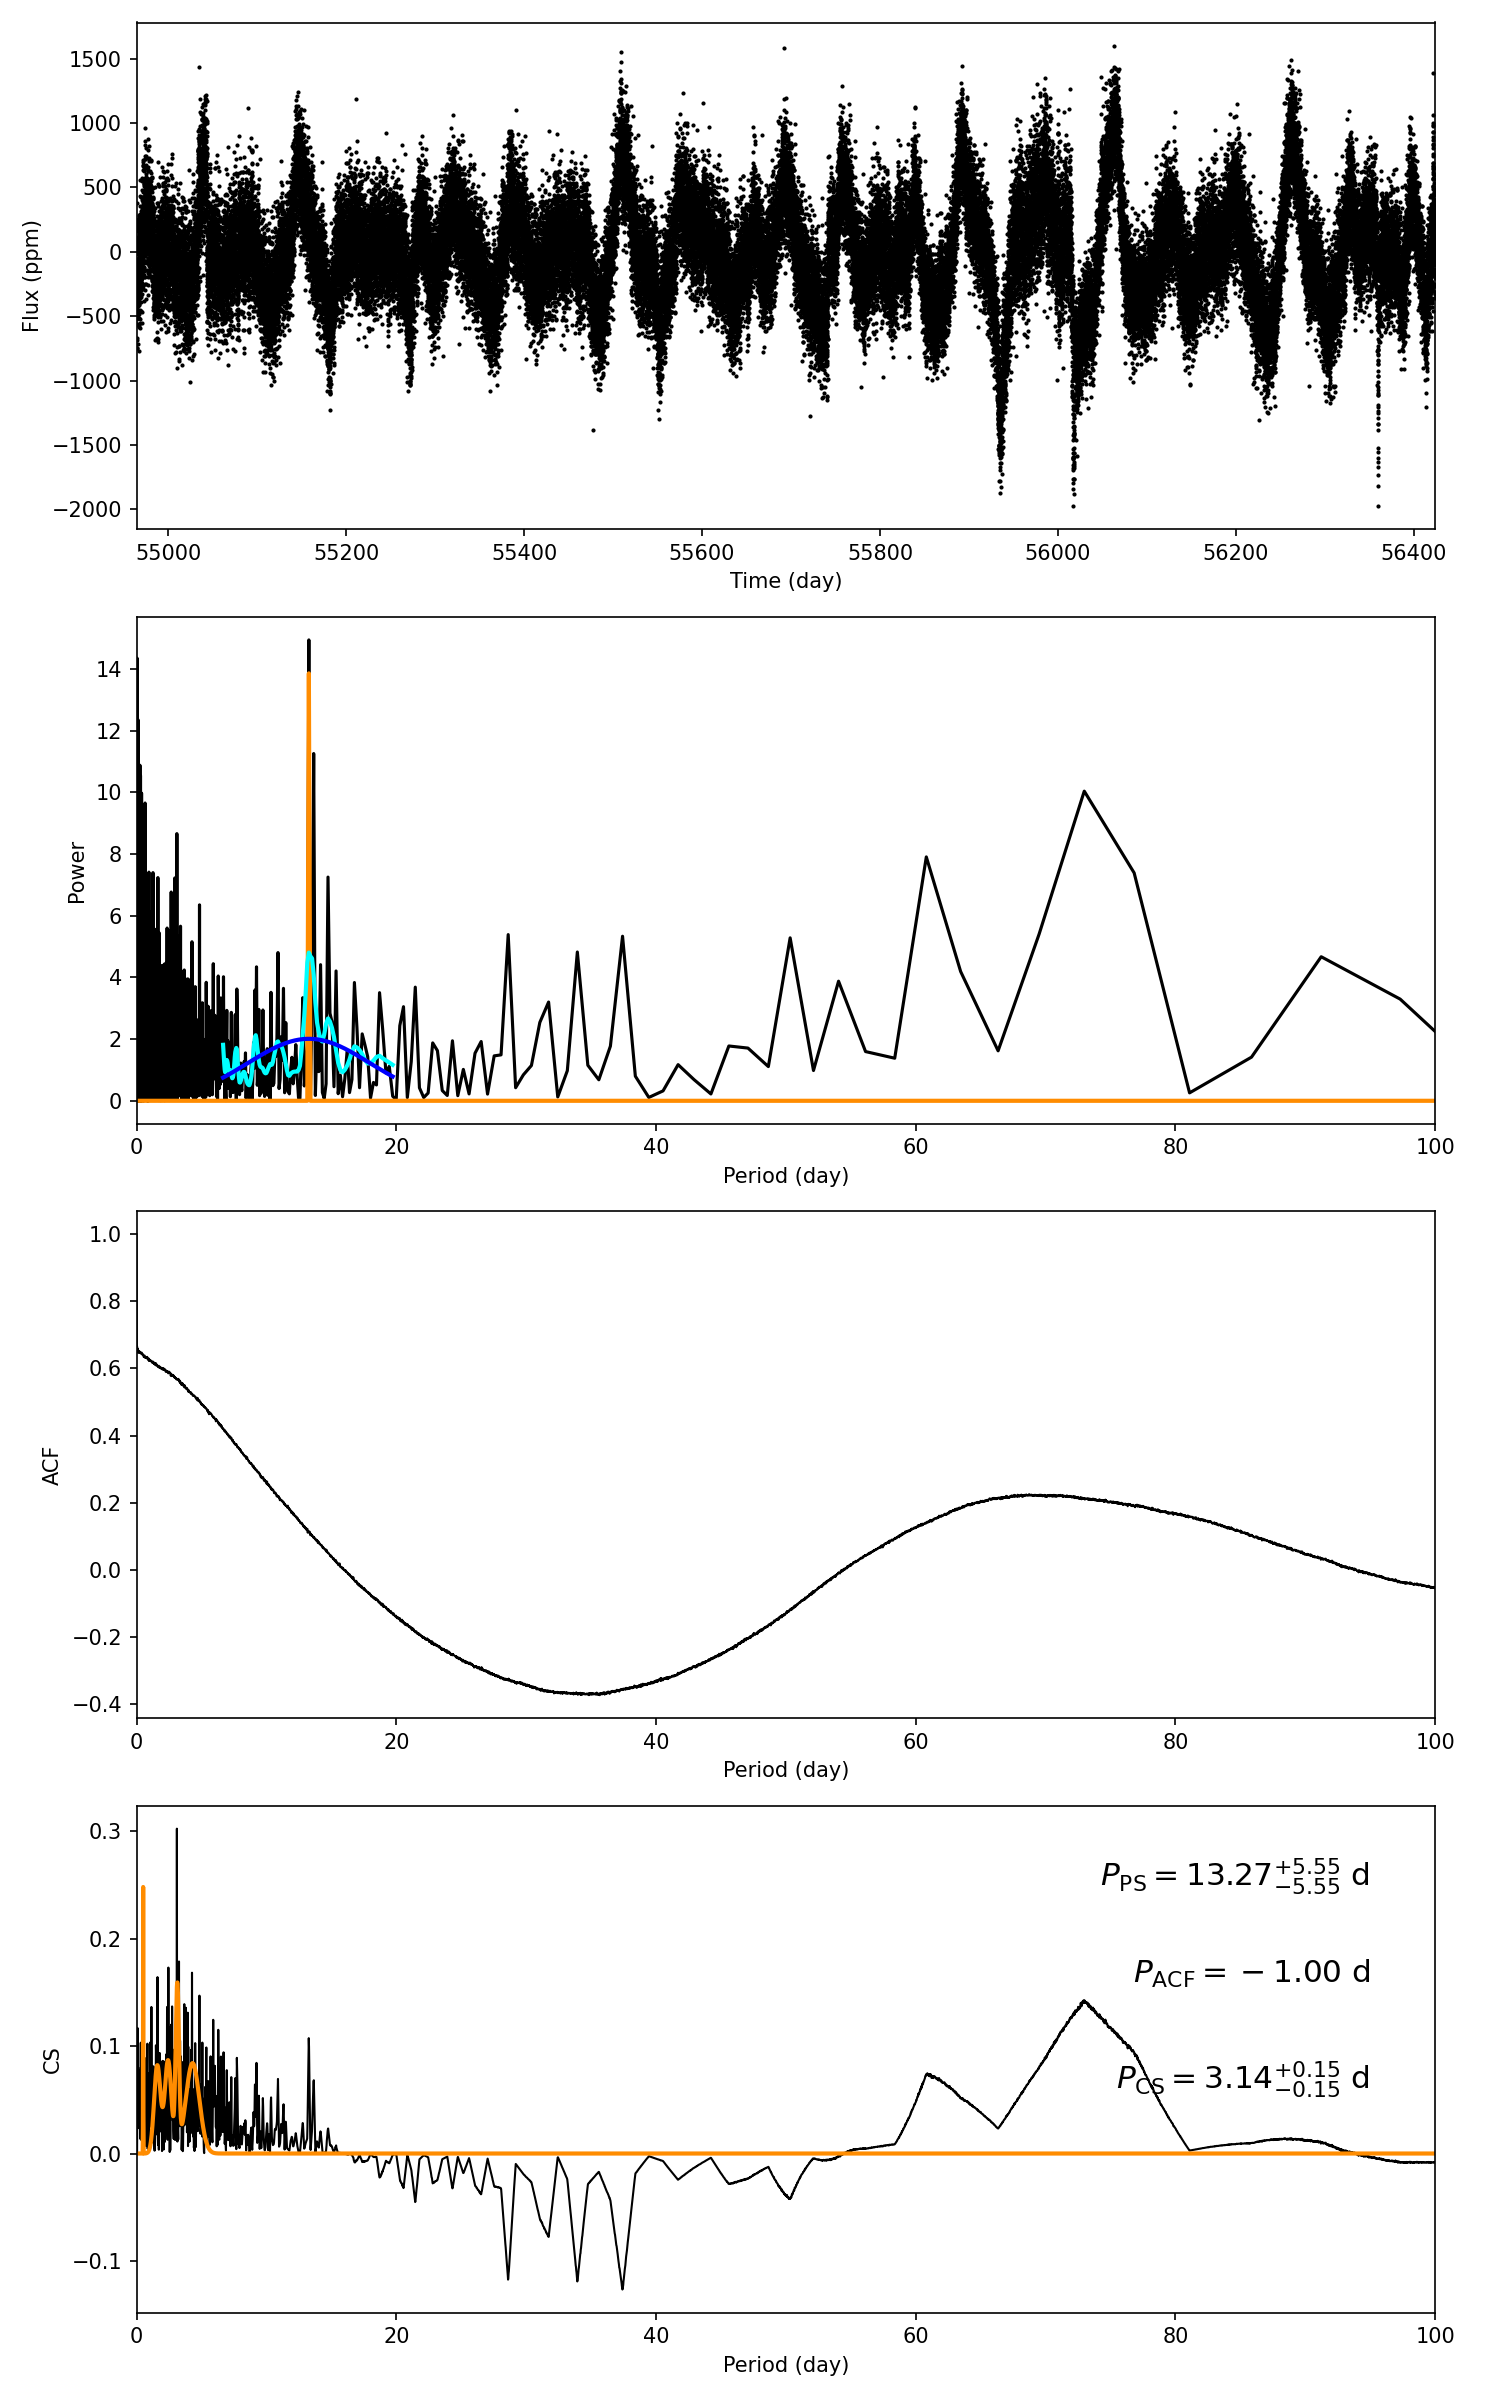 1500
1000
500
0
−500
−1000
−1500
−2000
Flux (ppm)
55000 55200 55400 55600 55800 56000 56200 56400
Time (day)
14
12
10
8
6
4
2
0
Power
0 20 40 60 80 100
Period (day)
1.0
0.8
0.6
0.4
0.2
0.0
−0.2
−0.4
ACF
0 20 40 60 80 100
Period (day)
0.3
0.2
0.1
0.0
−0.1
CS
P_PS = 13.27 +5.55 −5.55 d
P_ACF = −1.00 d
P_CS = 3.14 +0.15 −0.15 d
0 20 40 60 80 100
Period (day)